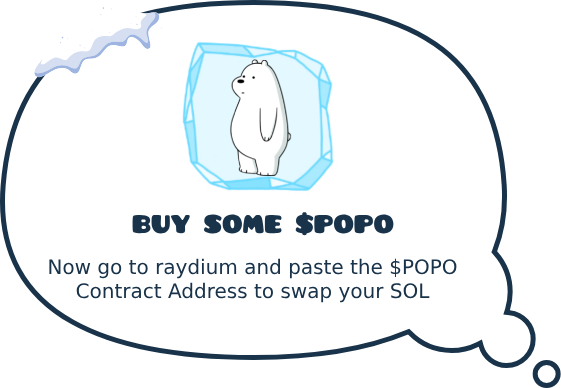 BUY SOME $POPO
Now go to raydium and paste the $POPO
Contract Address to swap your SOL